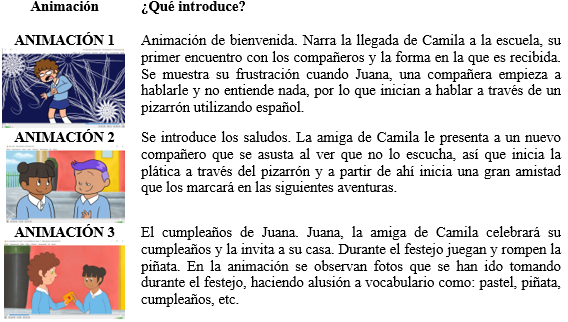 Animación ¿Qué introduce?
ANIMACIÓN 1 Animación de bienvenida. Narra la llegada de Camila a la escuela, su
primer encuentro con los compañeros y la forma en la que es recibida.
Se muestra su frustración cuando Juana, una compañera empieza a
hablarle y no entiende nada, por lo que inician a hablar a través de un
pizarrón utilizando español.
ANIMACIÓN 2 Se introduce los saludos. La amiga de Camila le presenta a un nuevo
compañero que se asusta al ver que no lo escucha, así que inicia la
plática a través del pizarrón y a partir de ahí inicia una gran amistad
que los marcará en las siguientes aventuras.
ANIMACIÓN 3 El cumpleaños de Juana. Juana, la amiga de Camila celebrará su
cumpleaños y la invita a su casa. Durante el festejo juegan y rompen la
piñata. En la animación se observan fotos que se han ido tomando
durante el festejo, haciendo alusión a vocabulario como: pastel, piñata,
cumpleaños, etc.